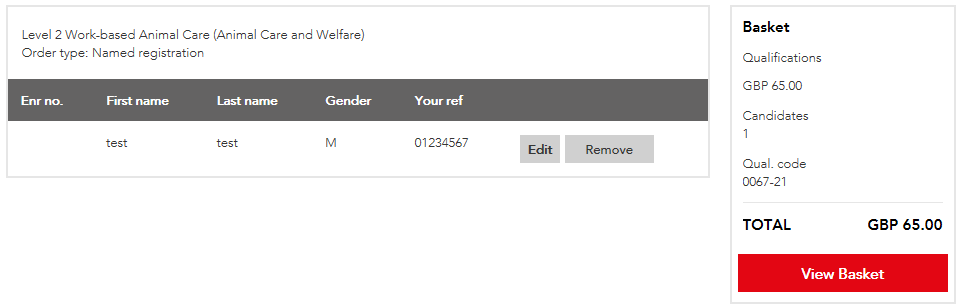 Level 2 Work-based Animal Care (Animal Care and Welfare)
Order type: Named registration
Enr no. First name Last name Gender Your ref
test test M 01234567 Edit Remove
Basket
Qualifications
GBP 65.00
Candidates
1
Qual. code
0067-21
TOTAL GBP 65.00
View Basket